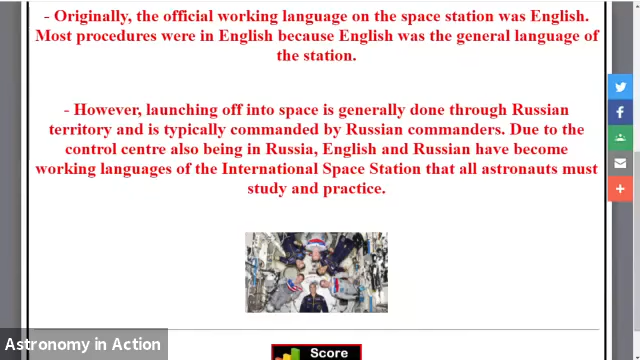 - Originally, the official working language on the space station was English.
Most procedures were in English because English was the general language of
the station.
- However, launching off into space is generally done through Russian
territory and is typically commanded by Russian commanders. Due to the
control centre also being in Russia, English and Russian have become
working languages of the International Space Station that all astronauts must
study and practice.
Astronomy in Action
Score